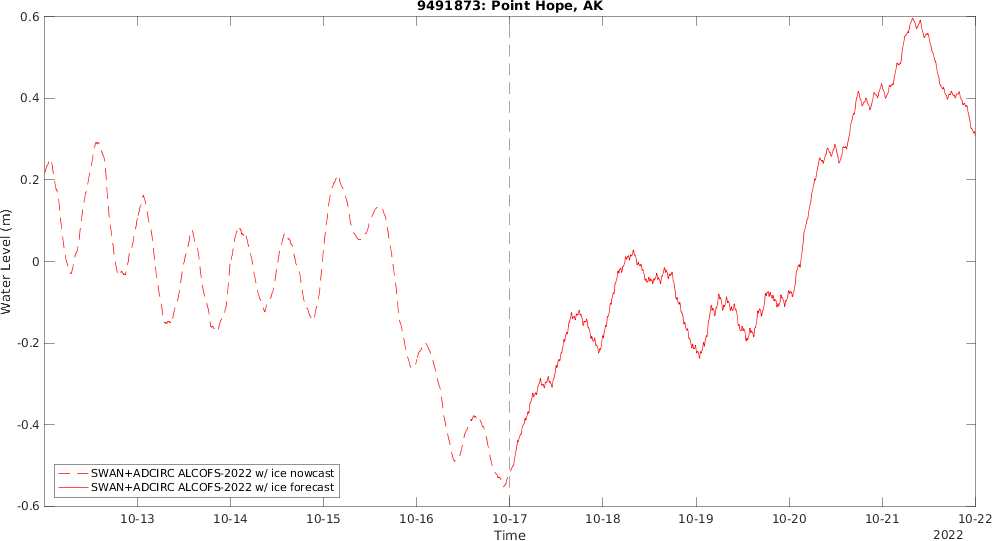 9491873: Point Hope, AK
Water Level (m)
0.6
0.4
0.2
0
-0.2
-0.4
-0.6
SWAN+ADCIRC ALCOFS-2022 w/ ice nowcast
SWAN+ADCIRC ALCOFS-2022 w/ ice forecast
10-13 10-14 10-15 10-16 10-17 10-18 10-19 10-20 10-21 10-22
Time
2022